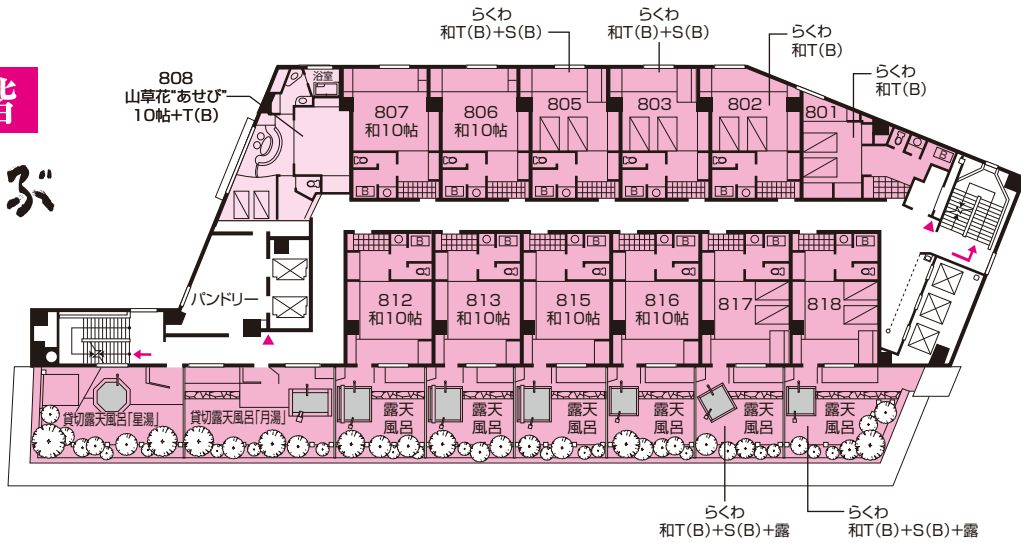 階
ぶ
808
山草花"あせび"
10帖+T(B)
浴室
らくわ
和T(B)+S(B)
らくわ
和T(B)+S(B)
らくわ
和T(B)
らくわ
和T(B)
807
和10帖
806
和10帖
805
803
802
801
B
B
B
B
B
B
パンドリー
B
B
B
B
B
B
812
和10帖
813
和10帖
815
和10帖
816
和10帖
817
818
貸切露天風呂「星湯」
貸切露天風呂「月湯」
露天
風呂
露天
風呂
露天
風呂
露天
風呂
露天
風呂
露天
風呂
らくわ
和T(B)+S(B)+露
らくわ
和T(B)+S(B)+露